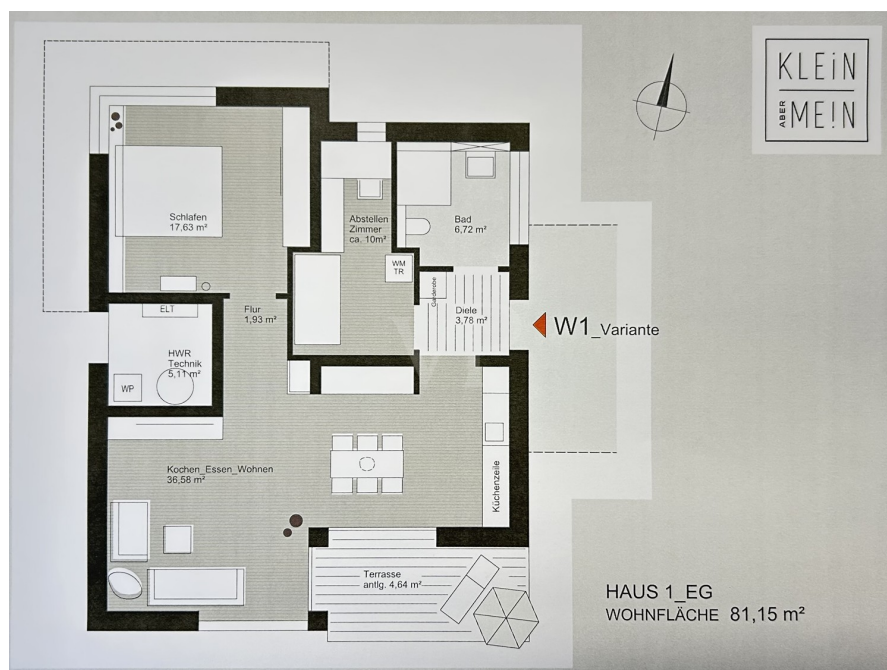 KLEiN
ABER
ME!N
Schlafen
17,63 m²
Abstellen
Zimmer
ca. 10m²
Bad
6,72 m²
WM
TR
Garderobe
Diele
3,78 m²
W1_Variante
ELT
Flur
1,93 m²
HWR
Technik
5,11 m²
WP
Kochen_Essen_Wohnen
36,58 m²
Küchenzeile
Terrasse
antlg. 4,64 m²
HAUS 1_EG
WOHNFLÄCHE 81,15 m²